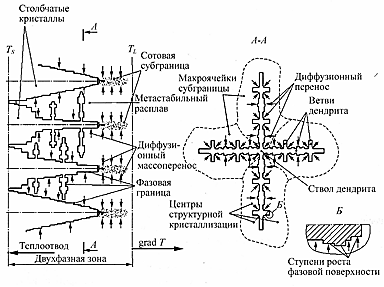 Столбчатые
кристаллы
A
Tₛ
T_L
Сотовая
субграница
Метастабильный
расплав
Диффузи-
онный
массоперенос
Фазовая
граница
Теплоотвод
A
grad T
Двухфазная зона
A-A
Макроячейки
субграницы
Диффузионный
перенос
Ветви
дендрита
Ствол дендрита
Центры
структурной
кристаллизации
Б
Б
Ступени роста
фазовой поверхности